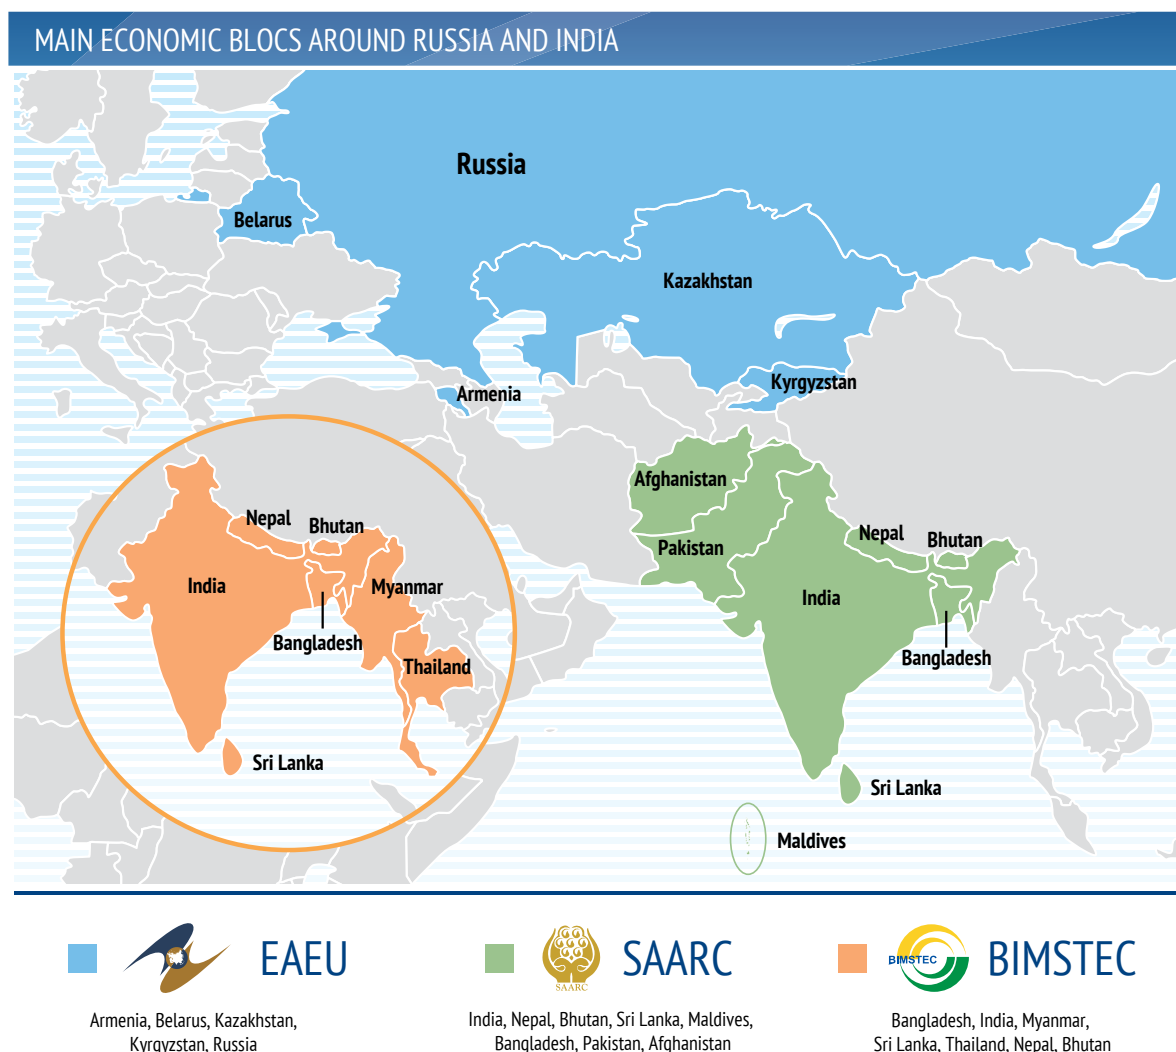 MAIN ECONOMIC BLOCS AROUND RUSSIA AND INDIA
Russia
Belarus
Kazakhstan
Kyrgyzstan
Armenia
Afghanistan
Pakistan
Nepal
Bhutan
India
Bangladesh
Sri Lanka
Maldives
Nepal
Bhutan
India
Myanmar
Bangladesh
Thailand
Sri Lanka
EAEU
Armenia, Belarus, Kazakhstan,
Kyrgyzstan, Russia
SAARC
SAARC
India, Nepal, Bhutan, Sri Lanka, Maldives,
Bangladesh, Pakistan, Afghanistan
BIMSTEC
BIMSTEC
Bangladesh, India, Myanmar,
Sri Lanka, Thailand, Nepal, Bhutan